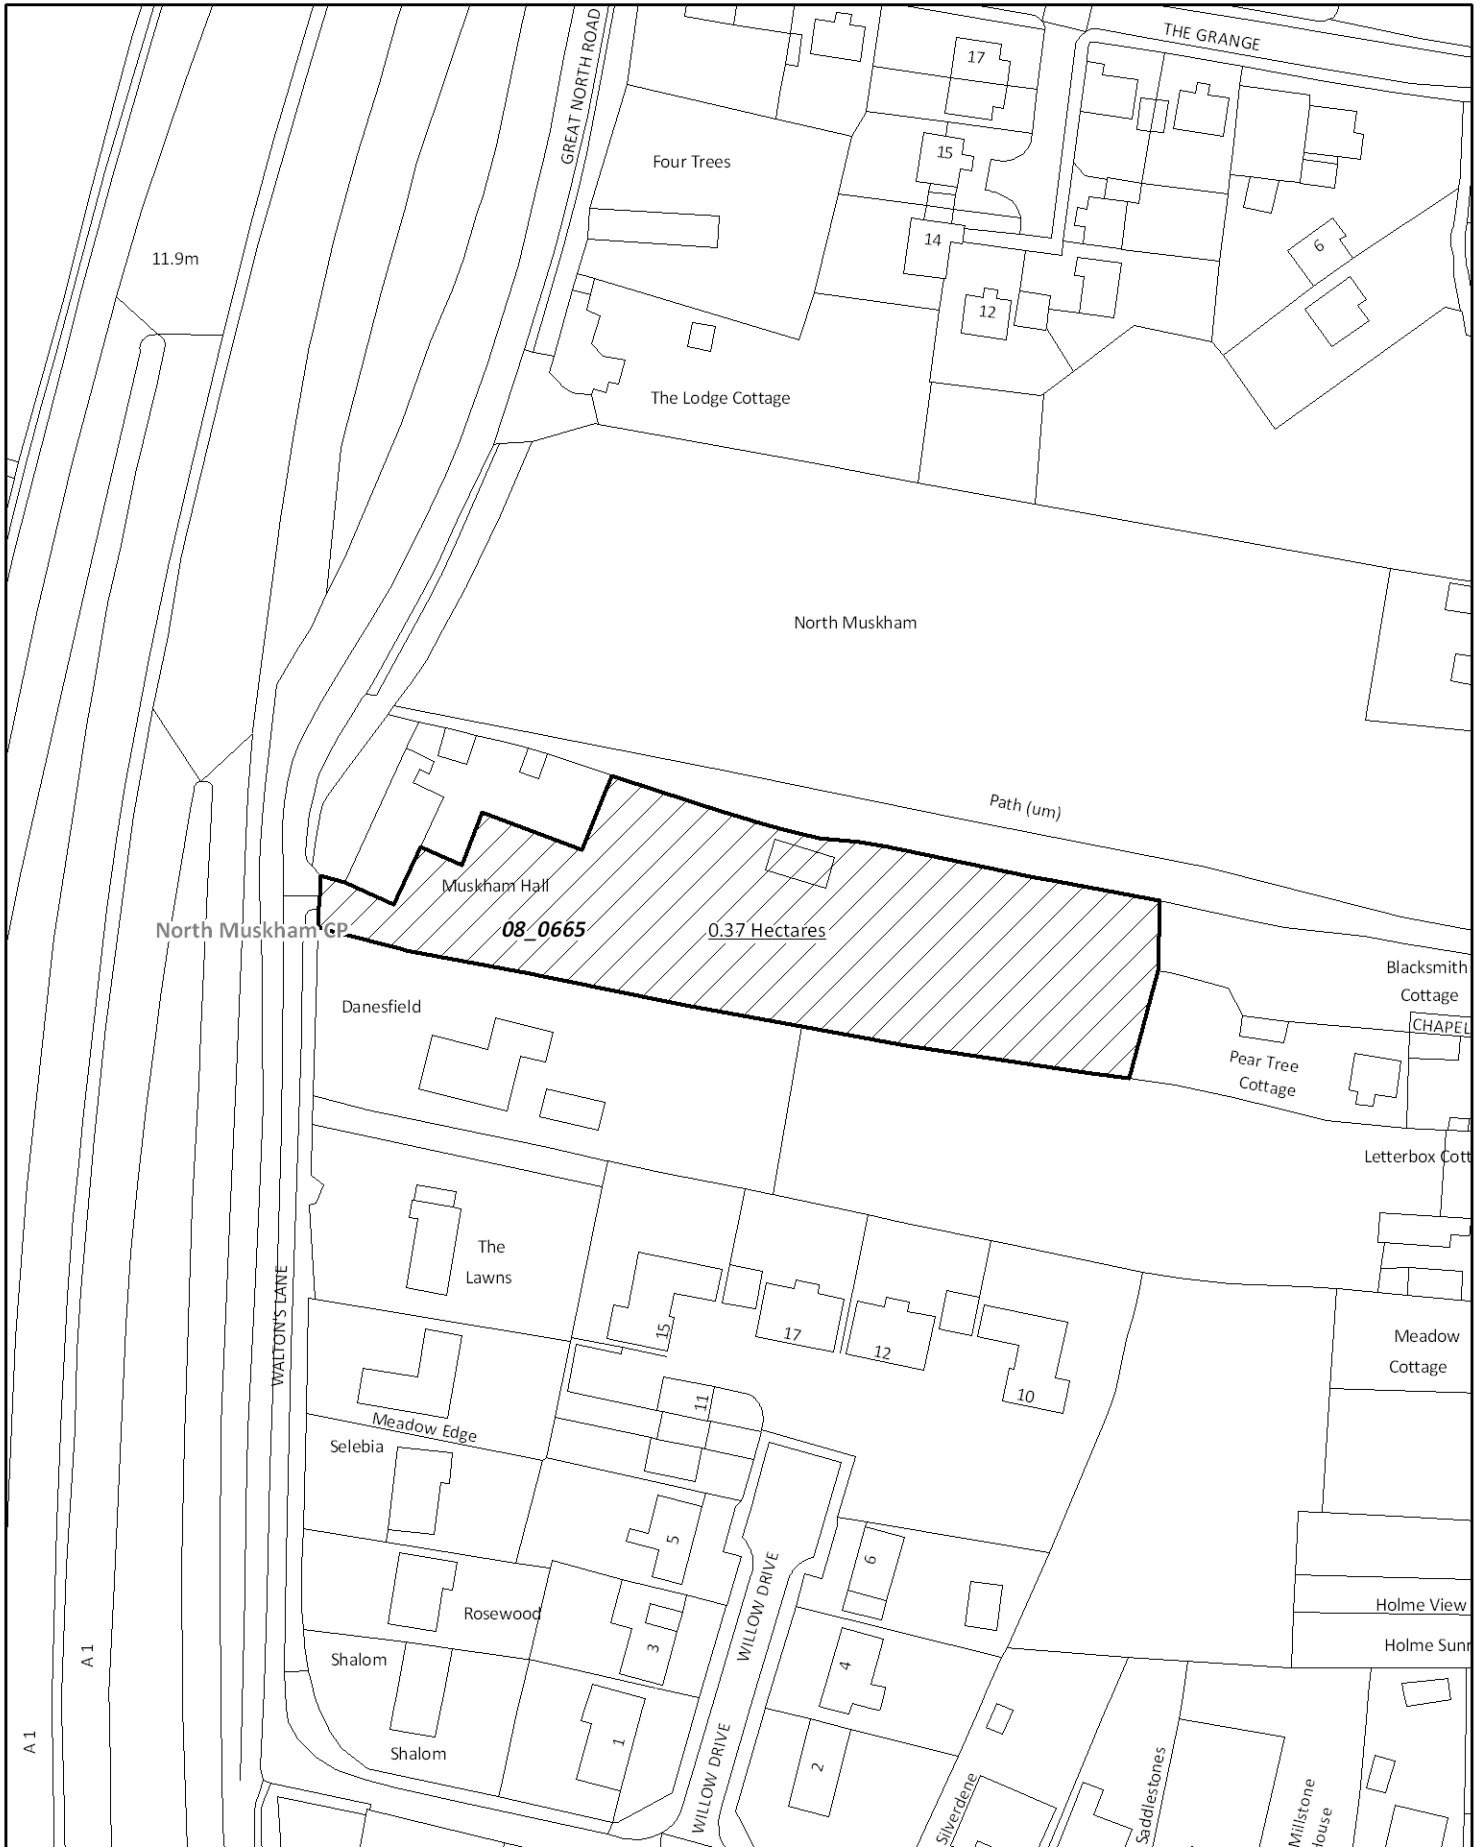 THE GRANGE
17
GREAT NORTH ROAD
15
Four Trees
14
6
11.9m
12
The Lodge Cottage
North Muskham
Path (um)
Muskham Hall
08_0665
0.37 Hectares
North Muskham CP
Blacksmith
Cottage
CHAPEL
Danesfield
Pear Tree
Cottage
Letterbox Cott
The
Lawns
WALTON'S LANE
15
17
12
10
Meadow
Cottage
11
Meadow Edge
Selebia
5
6
WILLOW DRIVE
Holme View
Rosewood
3
Holme Sunn
A 1
Shalom
4
A 1
Shalom
1
2
WILLOW DRIVE
Silverdene
Saddlestones
Millstone
House